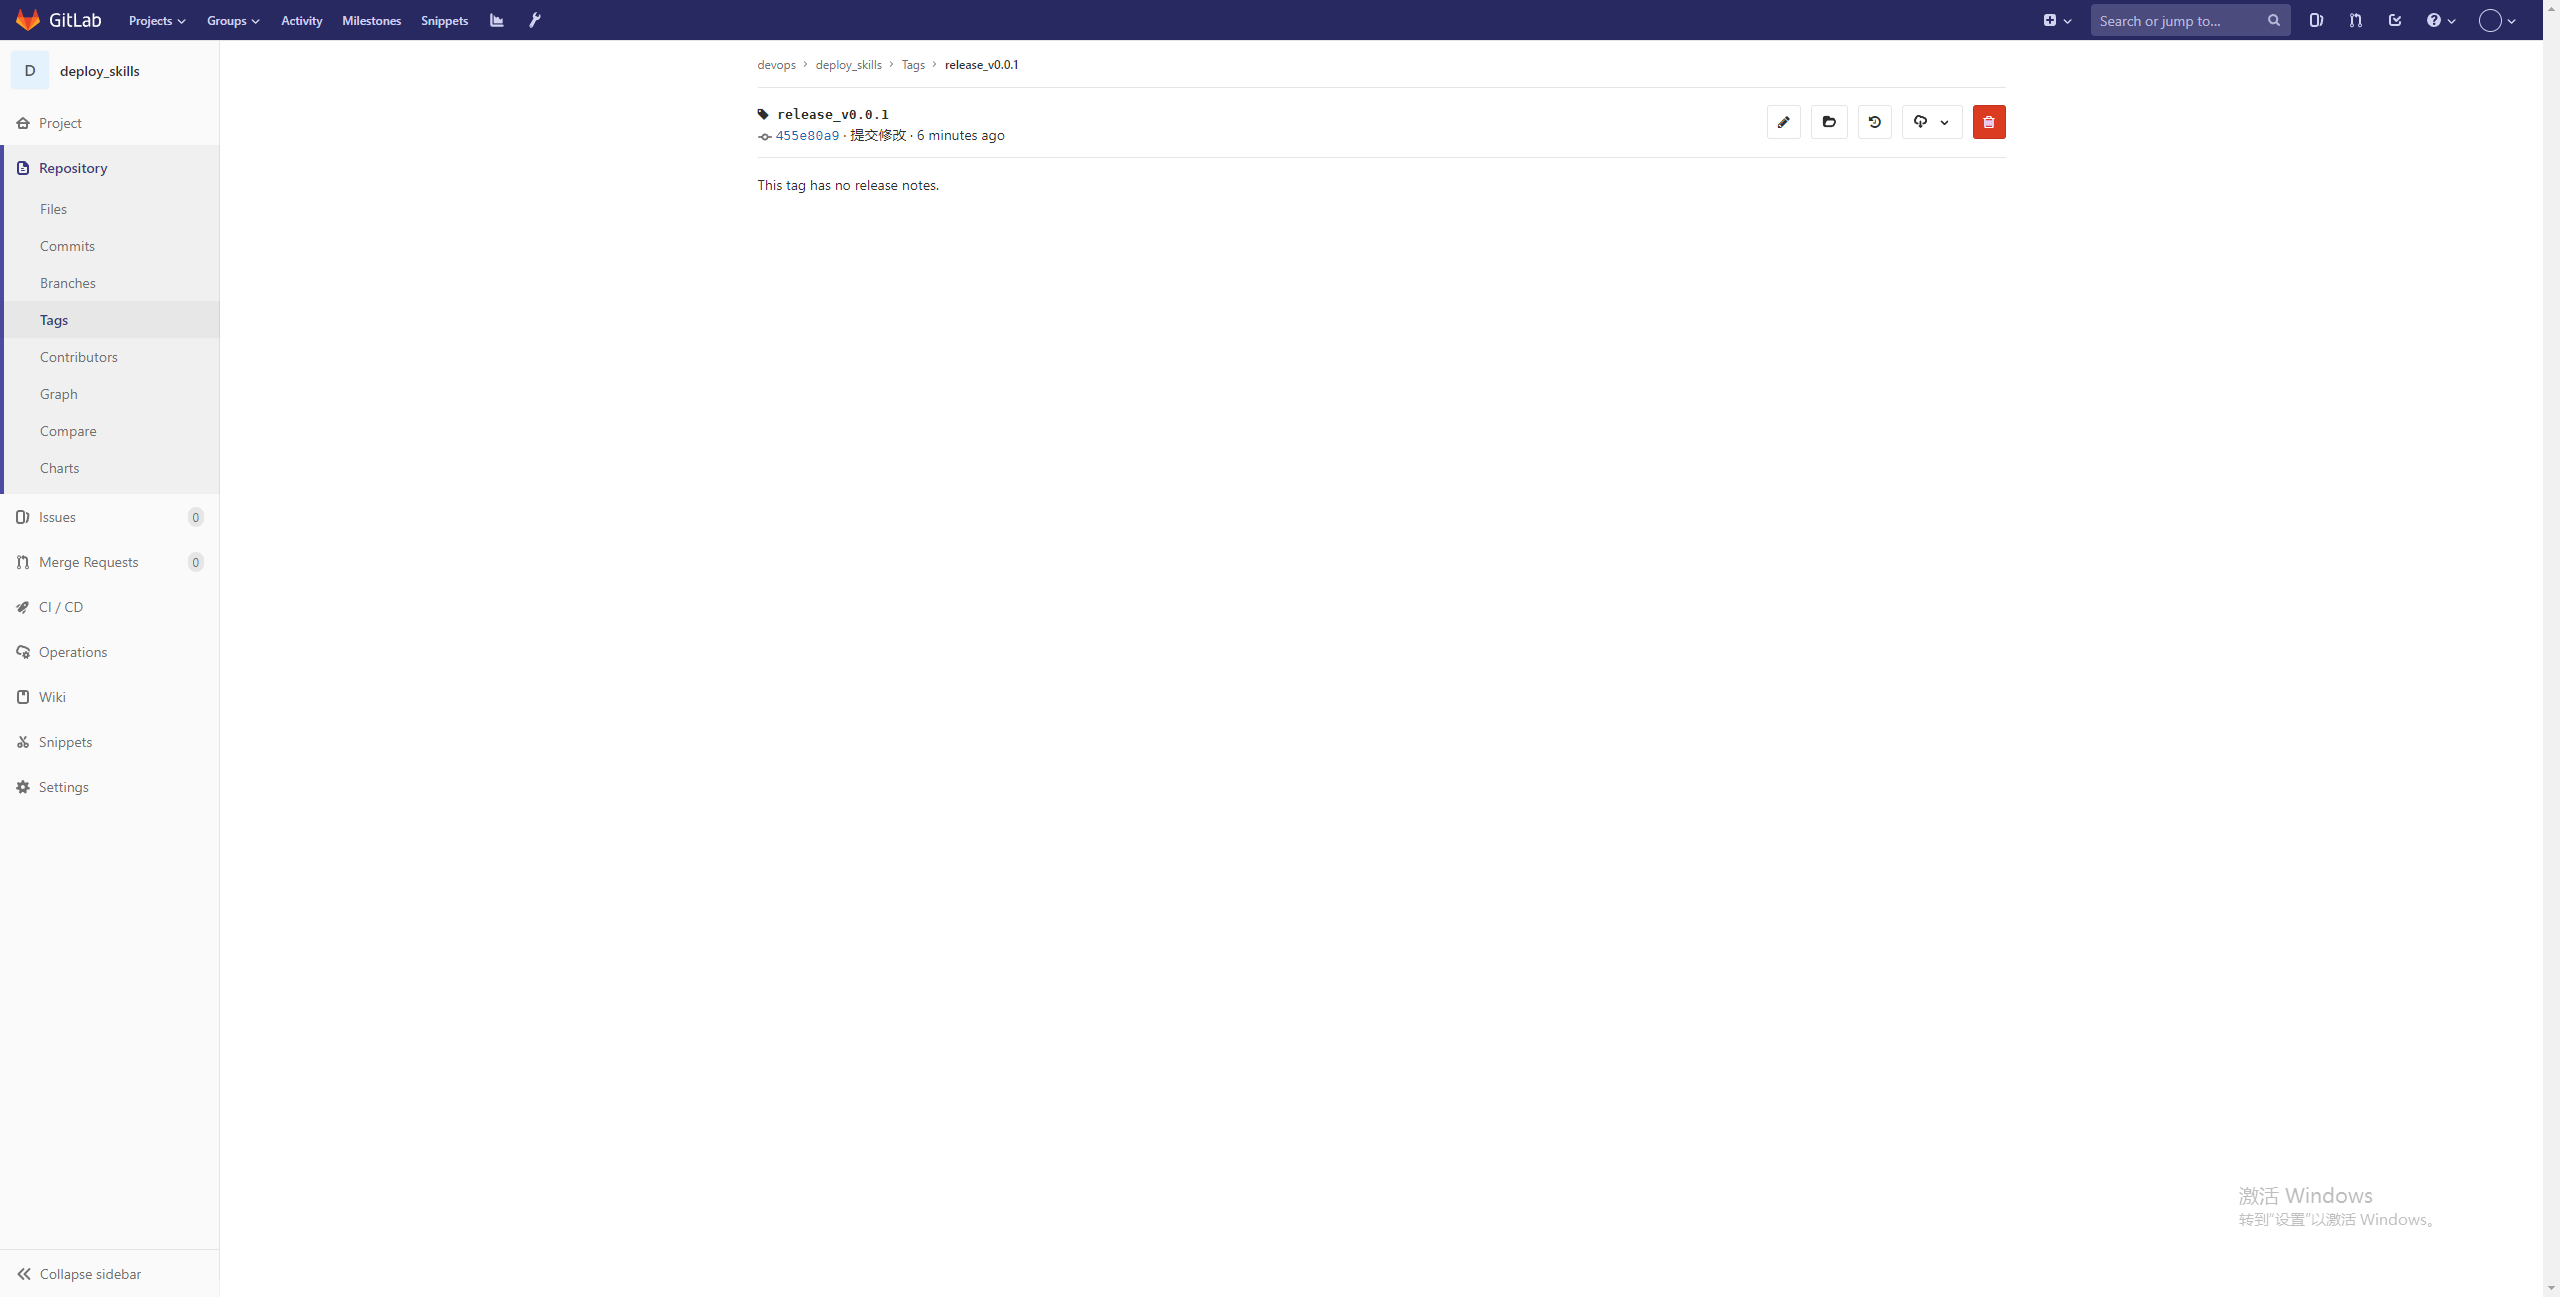 GitLab Projects Groups Activity Milestones Snippets Search or jump to...
D deploy_skills
Project
Repository
Files
Commits
Branches
Tags
Contributors
Graph
Compare
Charts
Issues 0
Merge Requests 0
CI / CD
Operations
Wiki
Snippets
Settings
Collapse sidebar
devops › deploy_skills › Tags › release_v0.0.1
release_v0.0.1
455e80a9 · 提交修改 · 6 minutes ago
This tag has no release notes.
激活 Windows
转到"设置"以激活 Windows。